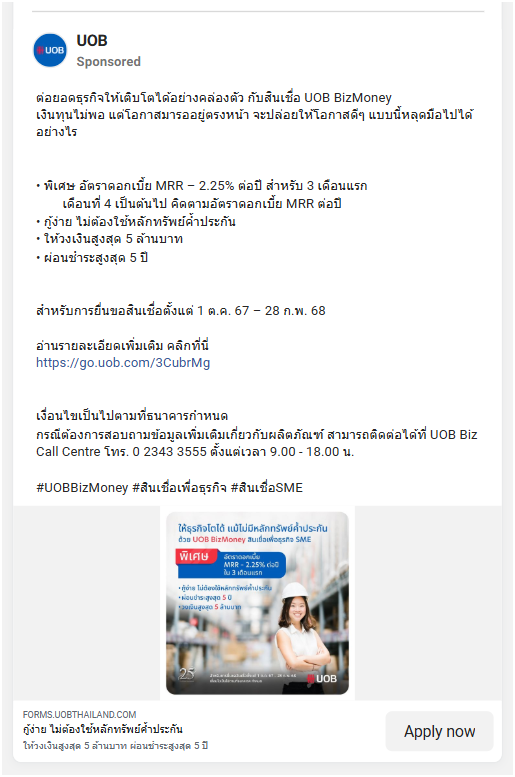 UOB
UOB
Sponsored
ต่อยอดธุรกิจให้เติบโตได้อย่างคล่องตัว กับสินเชื่อ UOB BizMoney
เงินทุนไม่พอ แต่โอกาสมารออยู่ตรงหน้า จะปล่อยให้โอกาสดีๆ แบบนี้หลุดมือไปได้
อย่างไร
• พิเศษ อัตราดอกเบี้ย MRR – 2.25% ต่อปี สำหรับ 3 เดือนแรก
เดือนที่ 4 เป็นต้นไป คิดตามอัตราดอกเบี้ย MRR ต่อปี
• กู้ง่าย ไม่ต้องใช้หลักทรัพย์ค้ำประกัน
• ให้วงเงินสูงสุด 5 ล้านบาท
• ผ่อนชำระสูงสุด 5 ปี
สำหรับการยื่นขอสินเชื่อตั้งแต่ 1 ต.ค. 67 – 28 ก.พ. 68
อ่านรายละเอียดเพิ่มเติม คลิกที่นี่
https://go.uob.com/3CubrMg
เงื่อนไขเป็นไปตามที่ธนาคารกำหนด
กรณีต้องการสอบถามข้อมูลเพิ่มเติมเกี่ยวกับผลิตภัณฑ์ สามารถติดต่อได้ที่ UOB Biz
Call Centre โทร. 0 2343 3555 ตั้งแต่เวลา 9.00 - 18.00 น.
#UOBBizMoney #สินเชื่อเพื่อธุรกิจ #สินเชื่อSME
ให้ธุรกิจโตได้ แม้ไม่มีหลักทรัพย์ค้ำประกัน
ด้วย UOB BizMoney สินเชื่อเพื่อธุรกิจ SME
พิเศษ
อัตราดอกเบี้ย
MRR - 2.25% ต่อปี
ใน 3 เดือนแรก
• กู้ง่าย ไม่ต้องใช้หลักทรัพย์ค้ำประกัน
• ผ่อนชำระสูงสุด 5 ปี
• วงเงินสูงสุด 5 ล้านบาท
25
UOB
FORMS.UOBTHAILAND.COM
กู้ง่าย ไม่ต้องใช้หลักทรัพย์ค้ำประกัน
ให้วงเงินสูงสุด 5 ล้านบาท ผ่อนชำระสูงสุด 5 ปี
Apply now